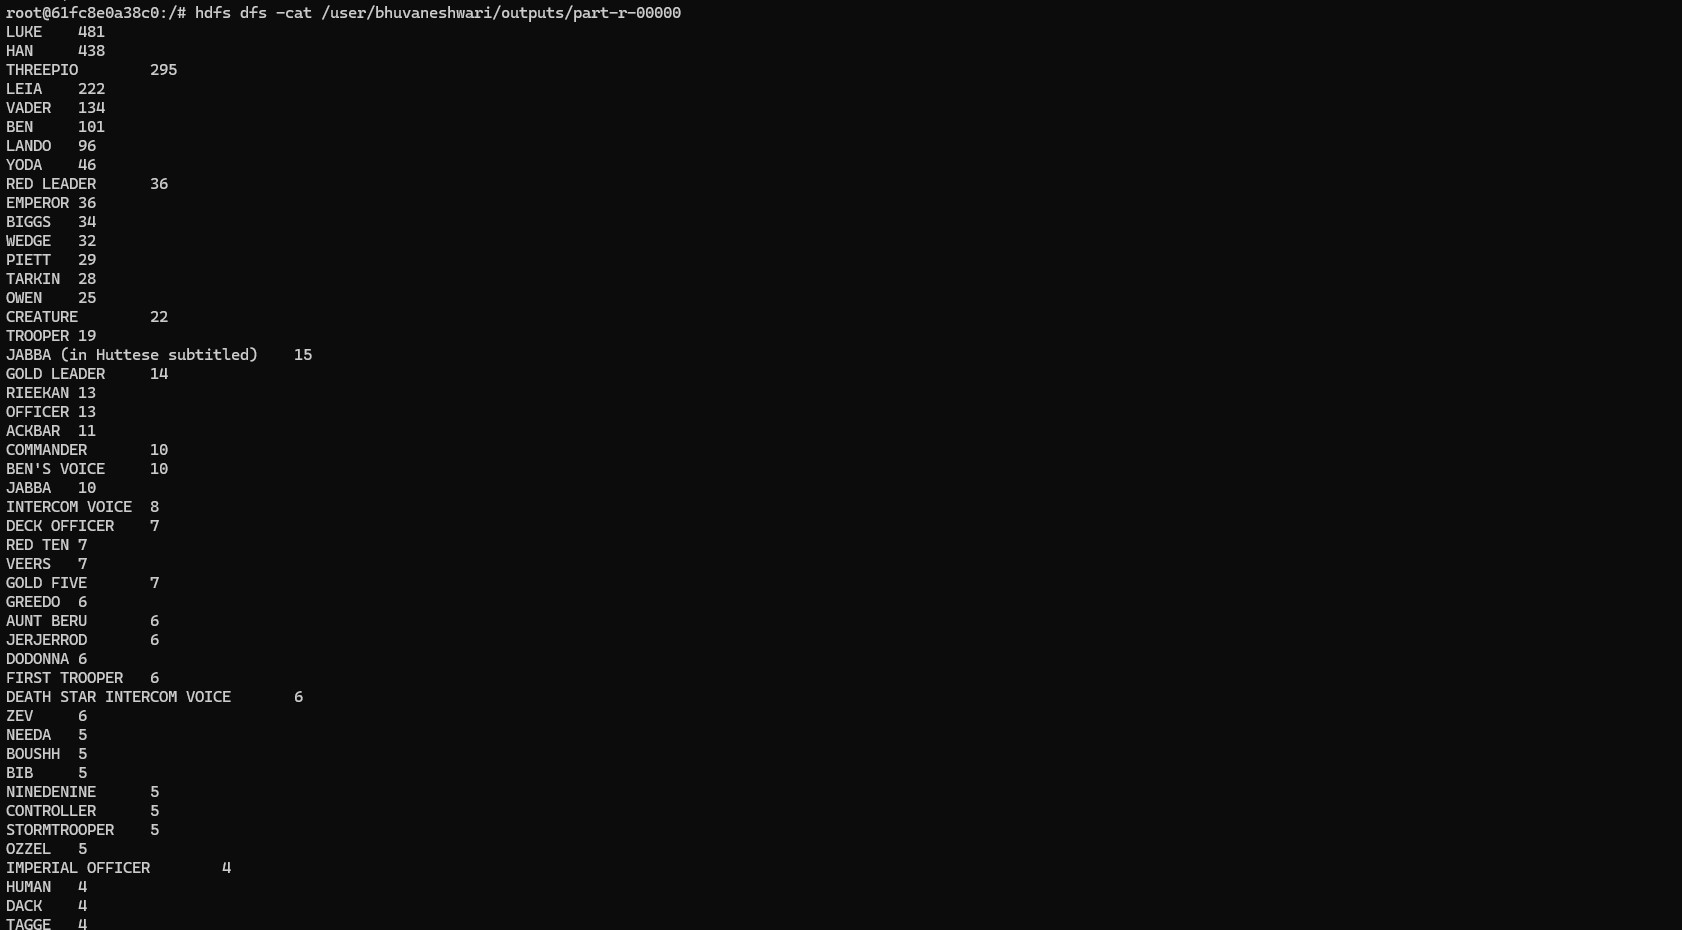 root@61fc8e0a38c0:/# hdfs dfs -cat /user/bhuvaneshwari/outputs/part-r-00000
LUKE	481
HAN	438
THREEPIO	295
LEIA	222
VADER	134
BEN	101
LANDO	96
YODA	46
RED LEADER	36
EMPEROR	36
BIGGS	34
WEDGE	32
PIETT	29
TARKIN	28
OWEN	25
CREATURE	22
TROOPER	19
JABBA (in Huttese subtitled)	15
GOLD LEADER	14
RIEEKAN	13
OFFICER	13
ACKBAR	11
COMMANDER	10
BEN'S VOICE	10
JABBA	10
INTERCOM VOICE	8
DECK OFFICER	7
RED TEN	7
VEERS	7
GOLD FIVE	7
GREEDO	6
AUNT BERU	6
JERJERROD	6
DODONNA	6
FIRST TROOPER	6
DEATH STAR INTERCOM VOICE	6
ZEV	6
NEEDA	5
BOUSHH	5
BIB	5
NINEDENINE	5
CONTROLLER	5
STORMTROOPER	5
OZZEL	5
IMPERIAL OFFICER	4
HUMAN	4
DACK	4
TAGGE	4